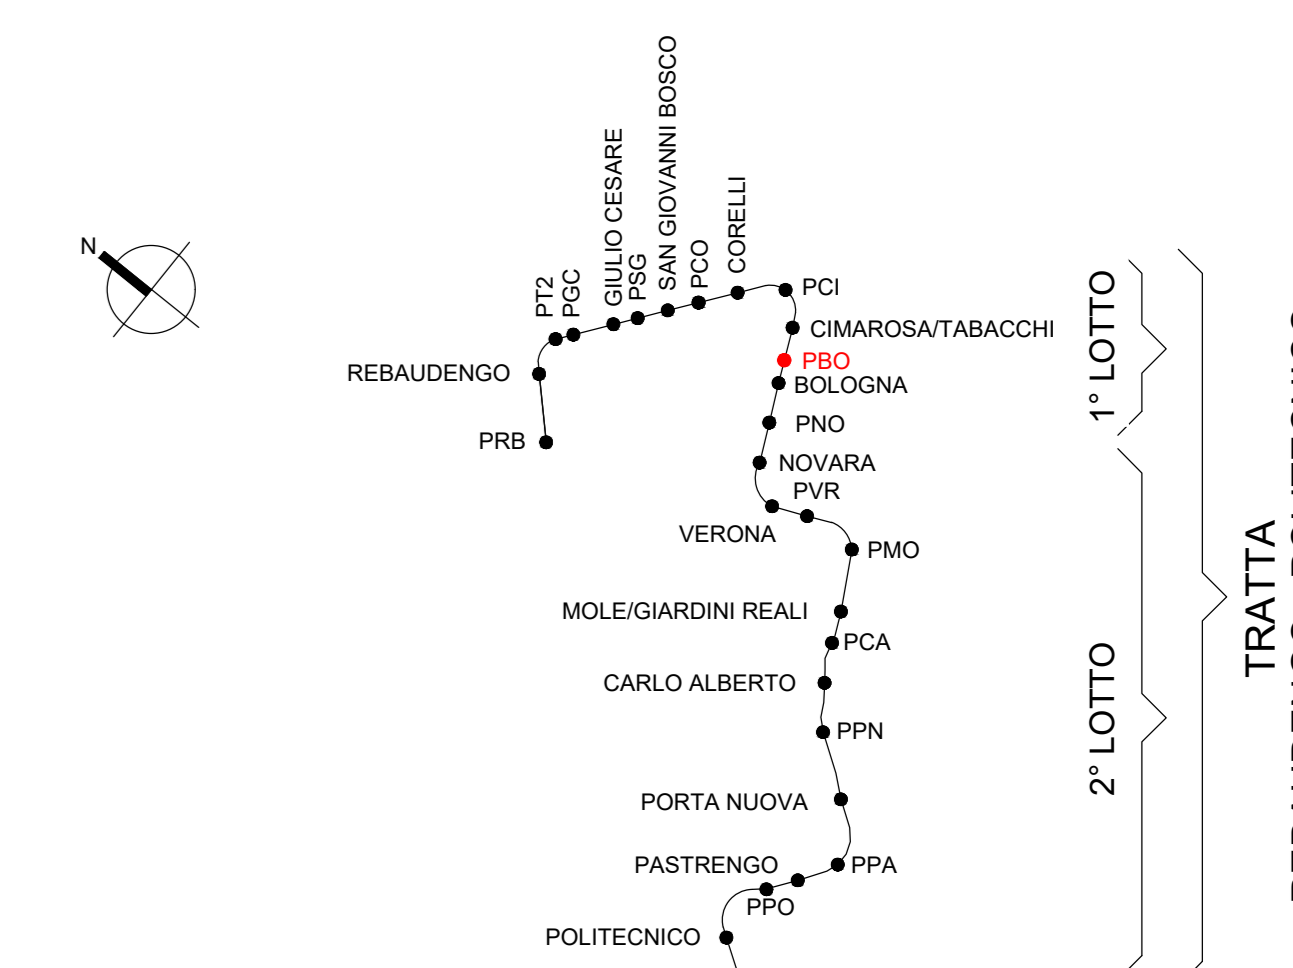 N
PT2
PGC
GIULIO CESARE
PSG
SAN GIOVANNI BOSCO
PCO
CORELLI
PCI
CIMAROSA/TABACCHI
PBO
REBAUDENGO
BOLOGNA
PRB
PNO
NOVARA
PVR
VERONA
PMO
MOLE/GIARDINI REALI
PCA
CARLO ALBERTO
PPN
PORTA NUOVA
PASTRENGO
PPA
PPO
POLITECNICO
1° LOTTO
2° LOTTO
TRATTA